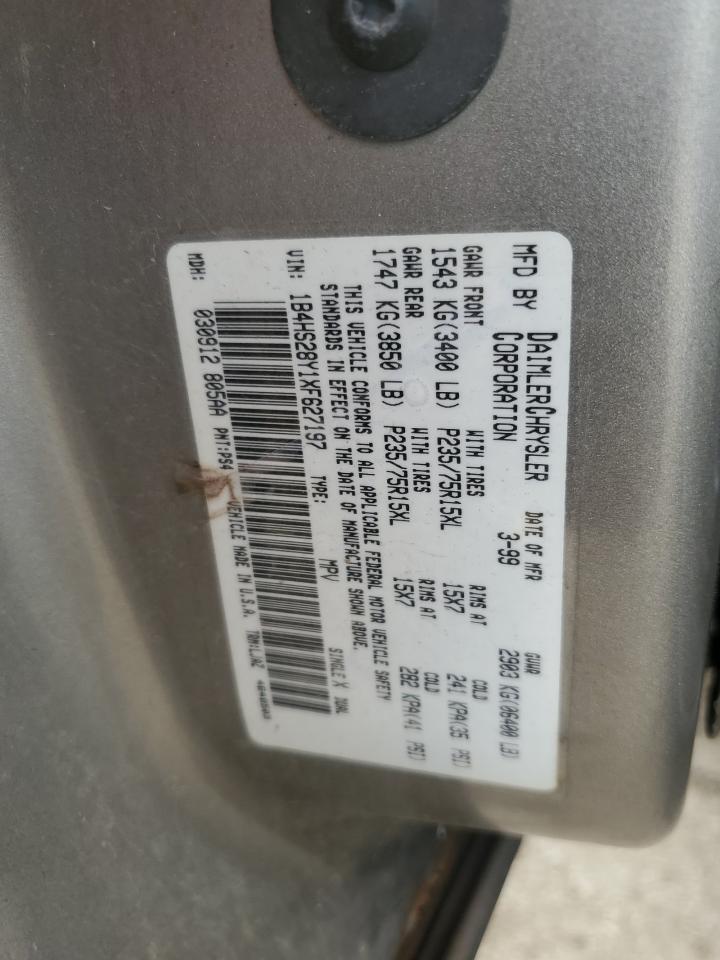 MFD BY DAIMLERCHRYSLER CORPORATION
DATE OF MFR 3-99
GVWR 2903 KG(06400 LB)
GAWR FRONT WITH TIRES RIMS AT COLD
1543 KG(3400 LB) P235/75R15XL 15X7 241 KPA(35 PSI)
GAWR REAR WITH TIRES RIMS AT COLD
1747 KG(3850 LB) P235/75R15XL 15X7 282 KPA(41 PSI)
THIS VEHICLE CONFORMS TO ALL APPLICABLE FEDERAL MOTOR VEHICLE SAFETY
STANDARDS IN EFFECT ON THE DATE OF MANUFACTURE SHOWN ABOVE.
VIN: 1B4HS28Y1XF627197 TYPE: MPV SINGLE X DUAL
MDH: 030912 805AA PNT:PS4 VEHICLE MADE IN U.S.A.